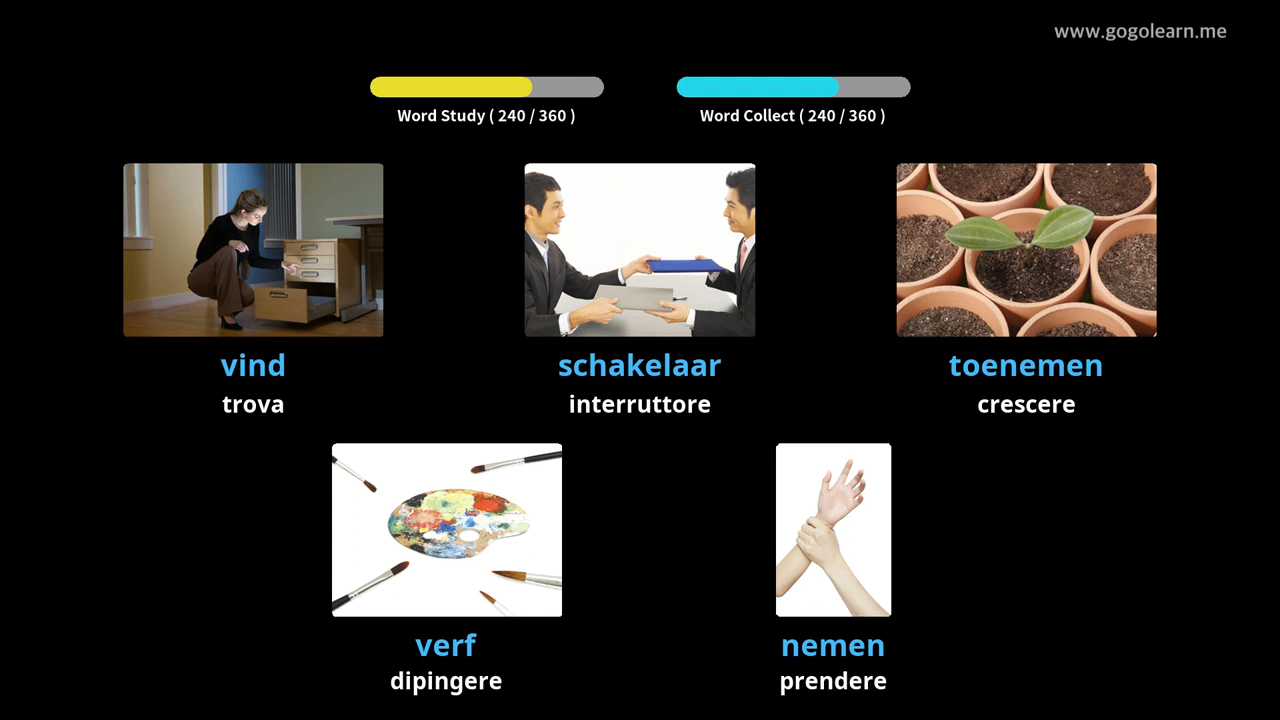 www.gogolearn.me
Word Study ( 240 / 360 )
Word Collect ( 240 / 360 )
vind
trova
schakelaar
interruttore
toenemen
crescere
verf
dipingere
nemen
prendere